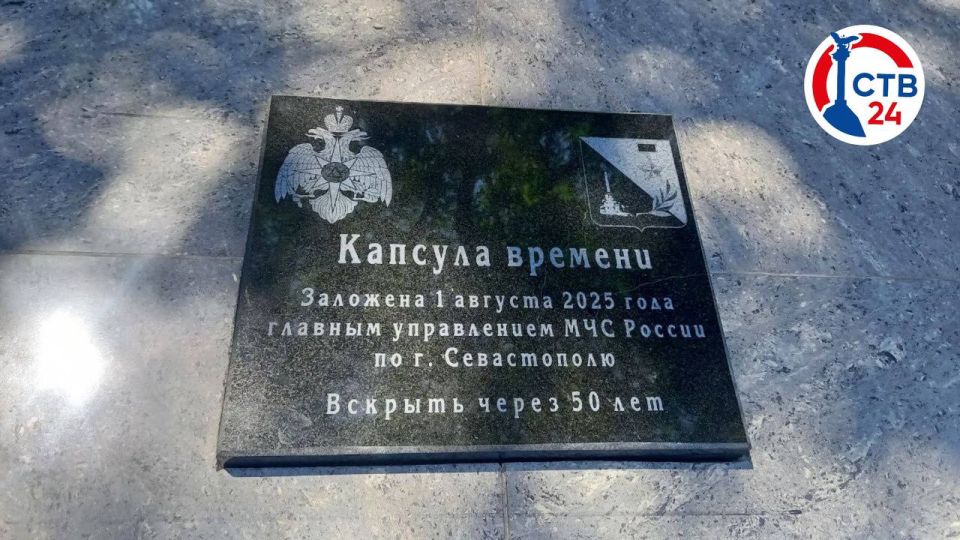 СТВ
24
Капсула времени
Заложена 1 августа 2025 года
главным управлением МЧС России
по г. Севастополю
Вскрыть через 50 лет